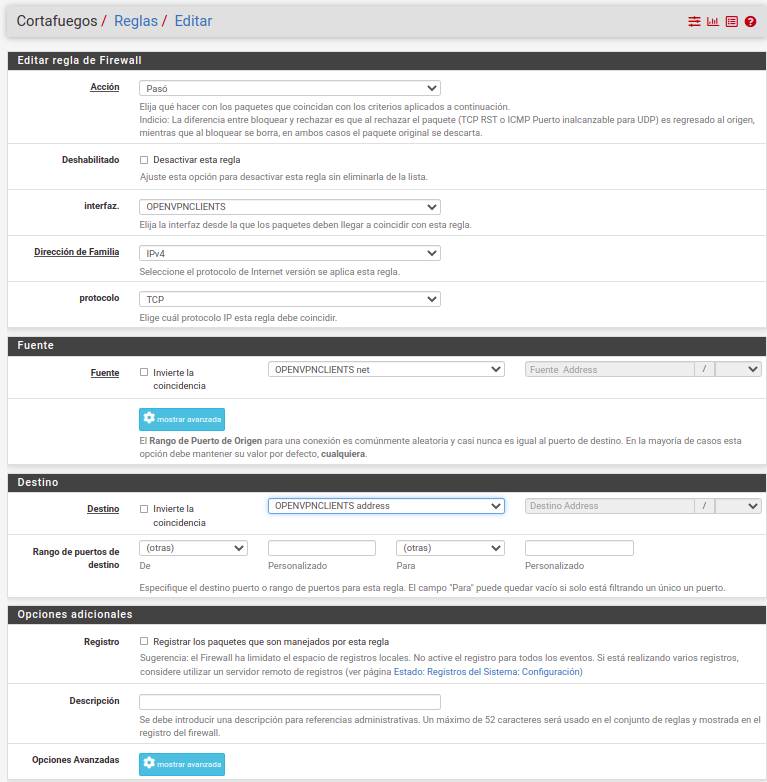 Cortafuegos / Reglas / Editar
Editar regla de Firewall
Acción
Pasó
Elija qué hacer con los paquetes que coincidan con los criterios aplicados a continuación.
Indicio: La diferencia entre bloquear y rechazar es que al rechazar el paquete (TCP RST o ICMP Puerto inalcanzable para UDP) es regresado al origen,
mientras que al bloquear se borra, en ambos casos el paquete original se descarta.
Deshabilitado
Desactivar esta regla
Ajuste esta opción para desactivar esta regla sin eliminarla de la lista.
interfaz.
OPENVPNCLIENTS
Elija la interfaz desde la que los paquetes deben llegar a coincidir con esta regla.
Dirección de Familia
IPv4
Seleccione el protocolo de Internet versión se aplica esta regla.
protocolo
TCP
Elige cuál protocolo IP esta regla debe coincidir.
Fuente
Fuente
Invierte la
coincidencia
OPENVPNCLIENTS net
Fuente Address
/
mostrar avanzada
El Rango de Puerto de Origen para una conexión es comúnmente aleatoria y casi nunca es igual al puerto de destino. En la mayoría de casos esta
opción debe mantener su valor por defecto, cualquiera.
Destino
Destino
Invierte la
coincidencia
OPENVPNCLIENTS address
Destino Address
/
Rango de puertos de
destino
(otras)
(otras)
De
Personalizado
Para
Personalizado
Especifique el destino puerto o rango de puertos para esta regla. El campo "Para" puede quedar vacío si solo está filtrando un único un puerto.
Opciones adicionales
Registro
Registrar los paquetes que son manejados por esta regla
Sugerencia: el Firewall ha limidato el espacio de registros locales. No active el registro para todos los eventos. Si está realizando varios registros,
considere utilizar un servidor remoto de registros (ver página Estado: Registros del Sistema: Configuración)
Descripción
Se debe introducir una descripción para referencias administrativas. Un máximo de 52 caracteres será usado en el conjunto de reglas y mostrada en el
registro del firewall.
Opciones Avanzadas
mostrar avanzada